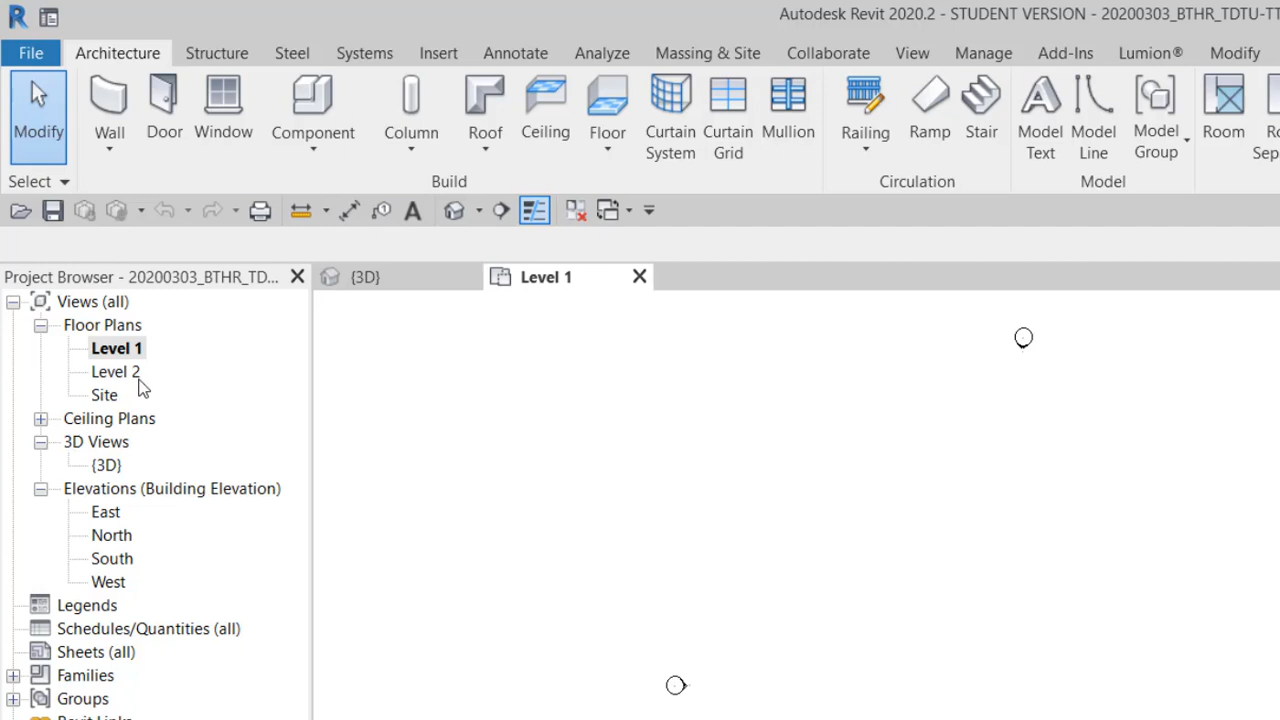 Autodesk Revit 2020.2 - STUDENT VERSION - 20200303_BTHR_TDTU-TT
File Architecture Structure Steel Systems Insert Annotate Analyze Massing & Site Collaborate View Manage Add-Ins Lumion® Modify
Modify Wall Door Window Component Column Roof Ceiling Floor Curtain System Curtain Grid Mullion Railing Ramp Stair Model Text Model Line Model Group Room
Select Build Circulation Model
Project Browser - 20200303_BTHR_TD... {3D} Level 1
Views (all)
Floor Plans
Level 1
Level 2
Site
Ceiling Plans
3D Views
{3D}
Elevations (Building Elevation)
East
North
South
West
Legends
Schedules/Quantities (all)
Sheets (all)
Families
Groups
Revit Links